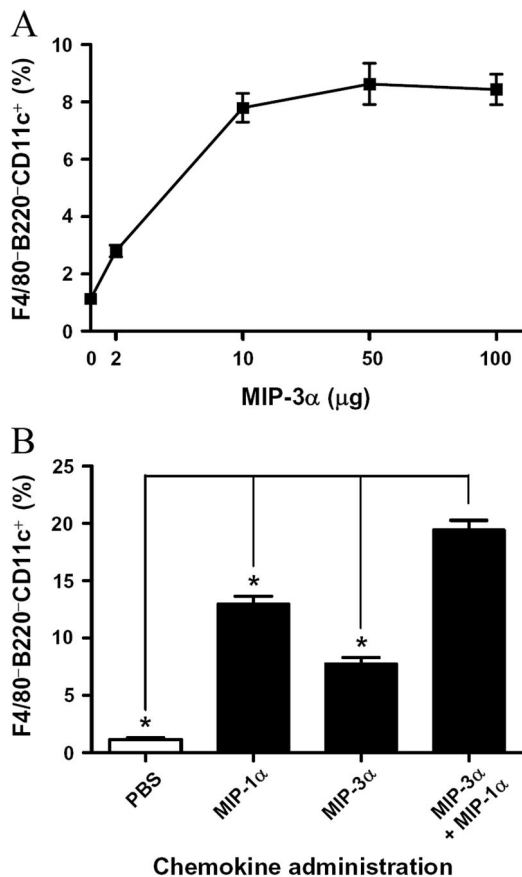 A
F4/80⁻B220⁻CD11c⁺ (%)
10
8
6
4
2
0
0 2 10 50 100
MIP-3α (μg)
B
F4/80⁻B220⁻CD11c⁺ (%)
25
20
15
10
5
0
* * *
PBS
MIP-1α
MIP-3α
MIP-3α
+ MIP-1α
Chemokine administration